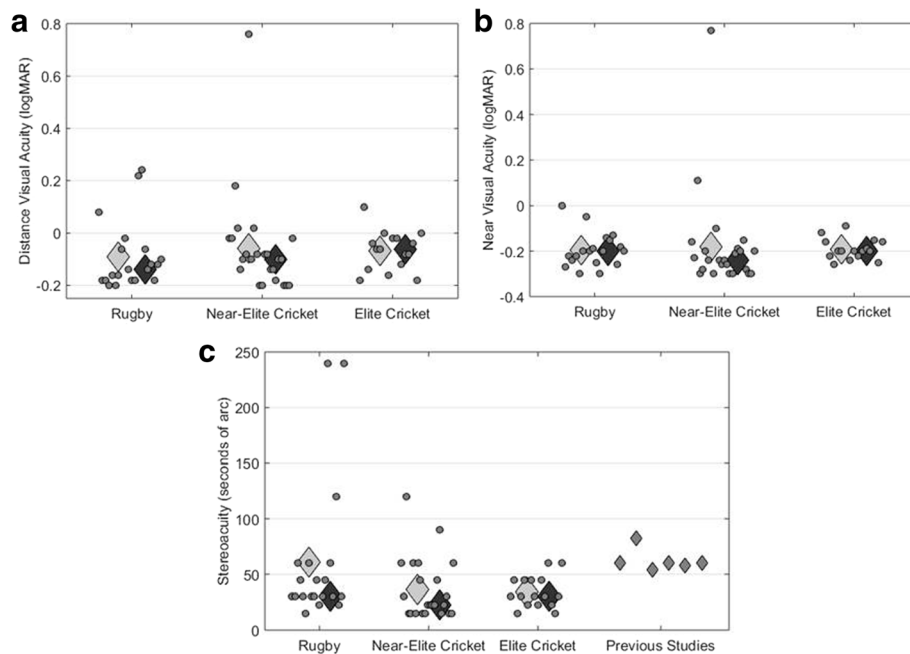 a
Distance Visual Acuity (logMAR)
0.8
0.6
0.4
0.2
0
-0.2
Rugby
Near-Elite Cricket
Elite Cricket
b
Near Visual Acuity (logMAR)
0.8
0.6
0.4
0.2
0
-0.2
-0.4
Rugby
Near-Elite Cricket
Elite Cricket
c
Stereoacuity (seconds of arc)
250
200
150
100
50
0
Rugby
Near-Elite Cricket
Elite Cricket
Previous Studies